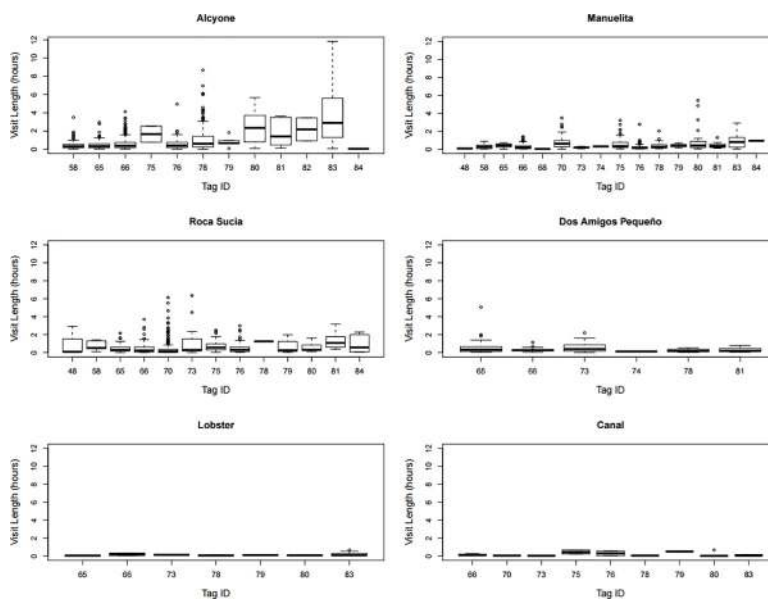 Alcyone
Visit Length (hours)
0 2 4 6 8 12
58 65 66 75 76 78 79 80 81 82 83 84
Tag ID
Manuelita
Visit Length (hours)
0 2 4 6 8 12
48 58 65 66 68 70 73 74 75 76 78 79 80 81 83 84
Tag ID
Roca Sucia
Visit Length (hours)
0 2 4 6 8 12
48 58 65 66 70 73 75 76 78 79 80 81 84
Tag ID
Dos Amigos Pequeño
Visit Length (hours)
0 2 4 6 8 12
65 66 73 74 78 81
Tag ID
Lobster
Visit Length (hours)
0 2 4 6 8 12
65 66 73 78 79 80 83
Tag ID
Canal
Visit Length (hours)
0 2 4 6 8 12
66 70 73 75 76 78 79 80 83
Tag ID